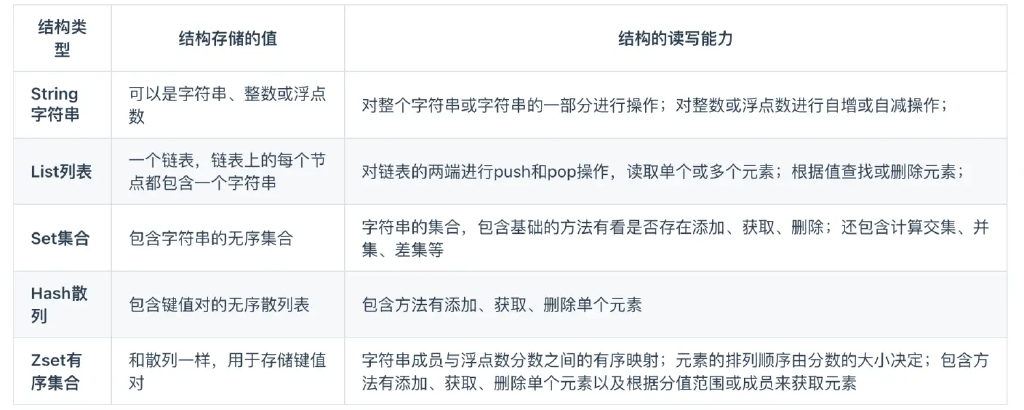 结构类
型
结构存储的值
结构的读写能力
String
字符串
可以是字符串、整数或浮点
数
对整个字符串或字符串的一部分进行操作；对整数或浮点数进行自增或自减操作；
List列表
一个链表，链表上的每个节
点都包含一个字符串
对链表的两端进行push和pop操作，读取单个或多个元素；根据值查找或删除元素；
Set集合
包含字符串的无序集合
字符串的集合，包含基础的方法有看是否存在添加、获取、删除；还包含计算交集、并
集、差集等
Hash散
列
包含键值对的无序散列表
包含方法有添加、获取、删除单个元素
Zset有
序集合
和散列一样，用于存储键值
对
字符串成员与浮点数分数之间的有序映射；元素的排列顺序由分数的大小决定；包含方
法有添加、获取、删除单个元素以及根据分值范围或成员来获取元素